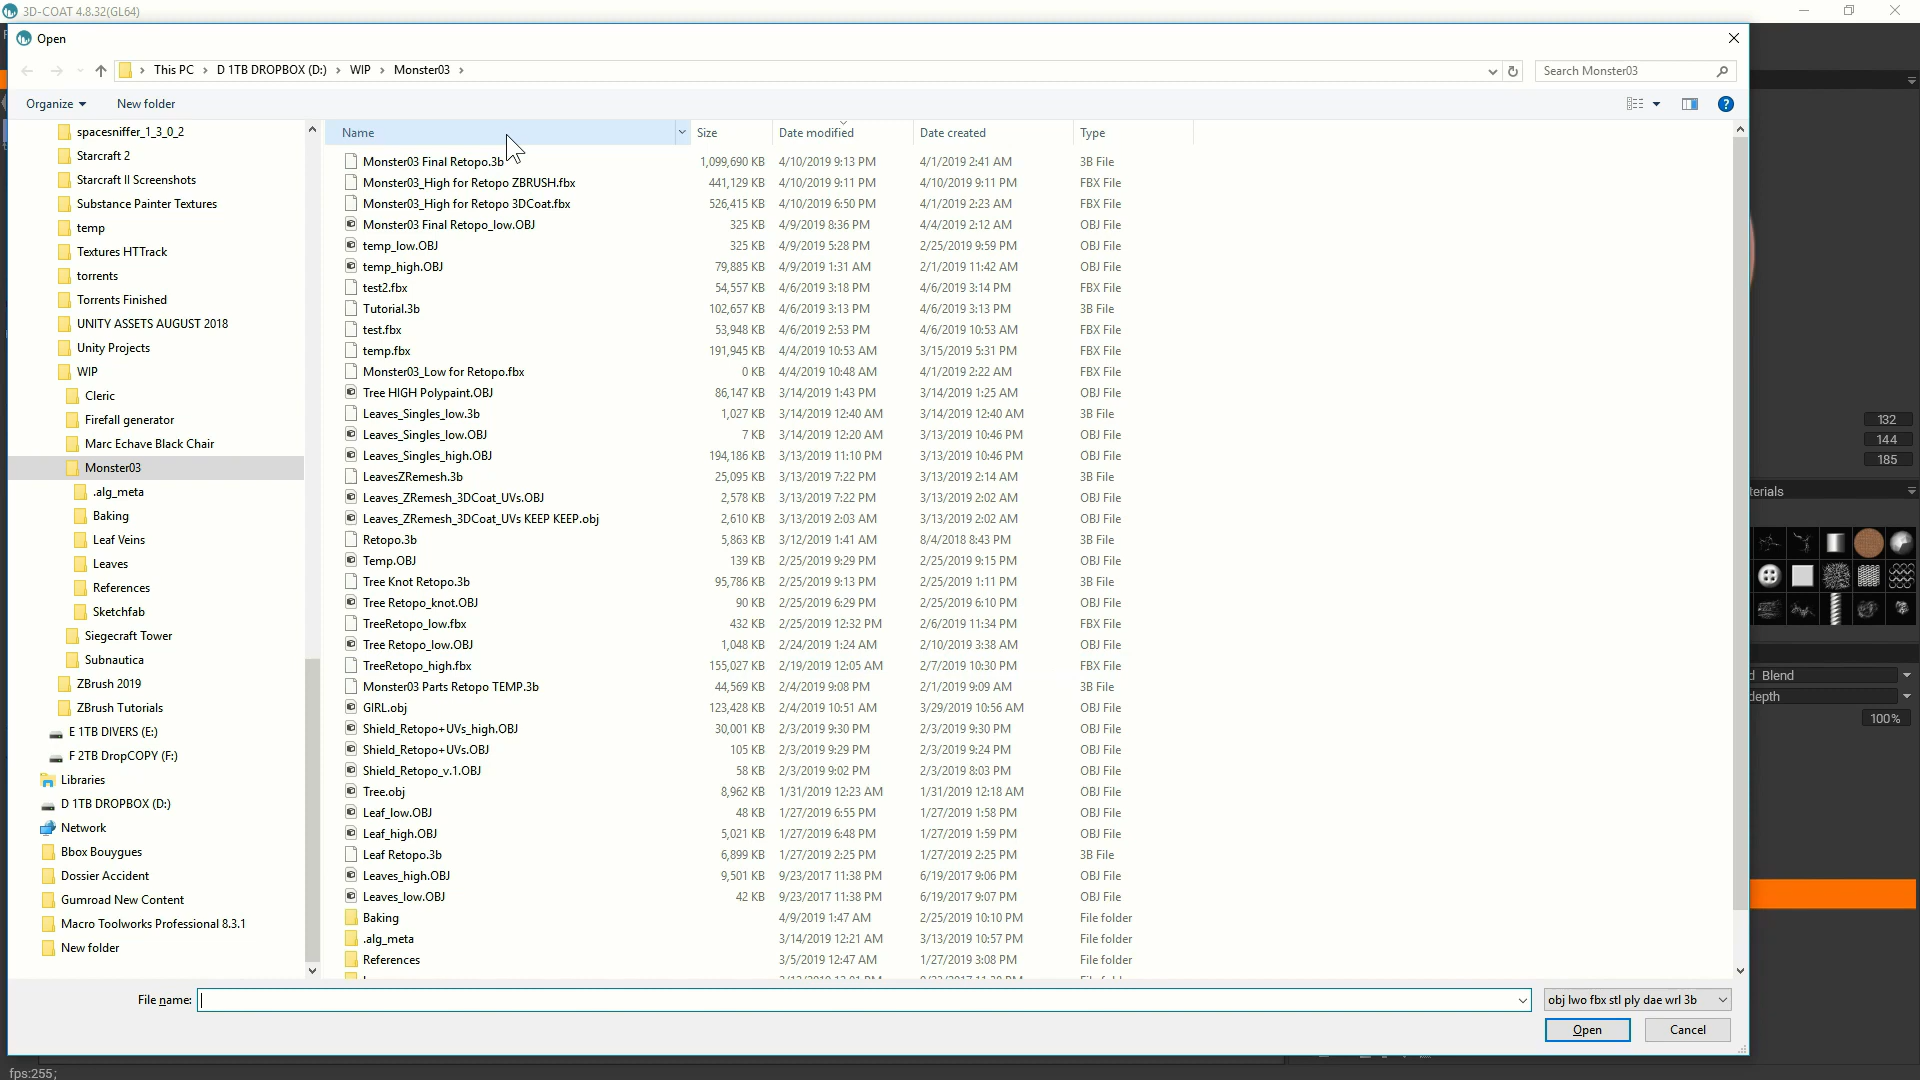 3D-COAT 4.8.32(GL64)
Open
This PC > D 1TB DROPBOX (D:) > WIP > Monster03 >
Search Monster03
Organize
New folder
spacesniffer_1_3_0_2
Starcraft 2
Starcraft II Screenshots
Substance Painter Textures
temp
Textures HTTrack
torrents
Torrents Finished
UNITY ASSETS AUGUST 2018
Unity Projects
WIP
Cleric
Firefall generator
Marc Echave Black Chair
Monster03
.alg_meta
Baking
Leaf Veins
Leaves
References
Sketchfab
Siegecraft Tower
Subnautica
ZBrush 2019
ZBrush Tutorials
E 1TB DIVERS (E:)
F 2TB DropCOPY (F:)
Libraries
D 1TB DROPBOX (D:)
Network
Bbox Bouygues
Dossier Accident
Gumroad New Content
Macro Toolworks Professional 8.3.1
New folder
Name Size Date modified Date created Type
Monster03 Final Retopo.3b 1,099,690 KB 4/10/2019 9:13 PM 4/1/2019 2:41 AM 3B File
Monster03_High for Retopo ZBRUSH.fbx 441,129 KB 4/10/2019 9:11 PM 4/10/2019 9:11 PM FBX File
Monster03_High for Retopo 3DCoat.fbx 526,415 KB 4/10/2019 6:50 PM 4/1/2019 2:23 AM FBX File
Monster03 Final Retopo_low.OBJ 325 KB 4/9/2019 8:36 PM 4/4/2019 2:12 AM OBJ File
temp_low.OBJ 325 KB 4/9/2019 5:28 PM 2/25/2019 9:59 PM OBJ File
temp_high.OBJ 79,885 KB 4/9/2019 1:31 AM 2/1/2019 11:42 AM OBJ File
test2.fbx 54,557 KB 4/6/2019 3:18 PM 4/6/2019 3:14 PM FBX File
Tutorial.3b 102,657 KB 4/6/2019 3:13 PM 4/6/2019 3:13 PM 3B File
test.fbx 53,948 KB 4/6/2019 2:53 PM 4/6/2019 10:53 AM FBX File
temp.fbx 191,945 KB 4/4/2019 10:53 AM 3/15/2019 5:31 PM FBX File
Monster03_Low for Retopo.fbx 0 KB 4/4/2019 10:48 AM 4/1/2019 2:22 AM FBX File
Tree HIGH Polypaint.OBJ 86,147 KB 3/14/2019 1:43 PM 3/14/2019 1:25 AM OBJ File
Leaves_Singles_low.3b 1,027 KB 3/14/2019 12:40 AM 3/14/2019 12:40 AM 3B File
Leaves_Singles_low.OBJ 7 KB 3/14/2019 12:20 AM 3/13/2019 10:46 PM OBJ File
Leaves_Singles_high.OBJ 194,186 KB 3/13/2019 11:10 PM 3/13/2019 10:46 PM OBJ File
LeavesZRemesh.3b 25,095 KB 3/13/2019 7:22 PM 3/13/2019 2:14 AM 3B File
Leaves_ZRemesh_3DCoat_UVs.OBJ 2,578 KB 3/13/2019 7:22 PM 3/13/2019 2:02 AM OBJ File
Leaves_ZRemesh_3DCoat_UVs KEEP KEEP.obj 2,610 KB 3/13/2019 2:03 AM 3/13/2019 2:02 AM OBJ File
Retopo.3b 5,863 KB 3/12/2019 1:41 AM 8/4/2018 8:43 PM 3B File
Temp.OBJ 139 KB 2/25/2019 9:29 PM 2/25/2019 9:15 PM OBJ File
Tree Knot Retopo.3b 95,786 KB 2/25/2019 9:13 PM 2/25/2019 1:11 PM 3B File
Tree Retopo_knot.OBJ 90 KB 2/25/2019 6:29 PM 2/25/2019 6:10 PM OBJ File
TreeRetopo_low.fbx 432 KB 2/25/2019 12:32 PM 2/6/2019 11:34 PM FBX File
Tree Retopo_low.OBJ 1,048 KB 2/24/2019 1:24 AM 2/10/2019 3:38 AM OBJ File
TreeRetopo_high.fbx 155,027 KB 2/19/2019 12:05 AM 2/7/2019 10:30 PM FBX File
Monster03 Parts Retopo TEMP.3b 44,569 KB 2/4/2019 9:08 PM 2/1/2019 9:09 AM 3B File
GIRL.obj 123,428 KB 2/4/2019 10:51 AM 3/29/2019 10:56 AM OBJ File
Shield_Retopo+UVs_high.OBJ 30,001 KB 2/3/2019 9:30 PM 2/3/2019 9:30 PM OBJ File
Shield_Retopo+UVs.OBJ 105 KB 2/3/2019 9:29 PM 2/3/2019 9:24 PM OBJ File
Shield_Retopo_v.1.OBJ 58 KB 2/3/2019 9:02 PM 2/3/2019 8:03 PM OBJ File
Tree.obj 8,962 KB 1/31/2019 12:23 AM 1/31/2019 12:18 AM OBJ File
Leaf_low.OBJ 48 KB 1/27/2019 6:55 PM 1/27/2019 1:58 PM OBJ File
Leaf_high.OBJ 5,021 KB 1/27/2019 6:48 PM 1/27/2019 1:59 PM OBJ File
Leaf Retopo.3b 6,899 KB 1/27/2019 2:25 PM 1/27/2019 2:25 PM 3B File
Leaves_high.OBJ 9,501 KB 9/23/2017 11:38 PM 6/19/2017 9:06 PM OBJ File
Leaves_low.OBJ 42 KB 9/23/2017 11:38 PM 6/19/2017 9:07 PM OBJ File
Baking 4/9/2019 1:47 AM 2/25/2019 10:10 PM File folder
.alg_meta 3/14/2019 12:21 AM 3/13/2019 10:57 PM File folder
References 3/5/2019 12:47 AM 1/27/2019 3:08 PM File folder
File name:
obj lwo fbx stl ply dae wrl 3b
Open
Cancel
132
144
185
terials
d Blend
depth
100%
fps:255;